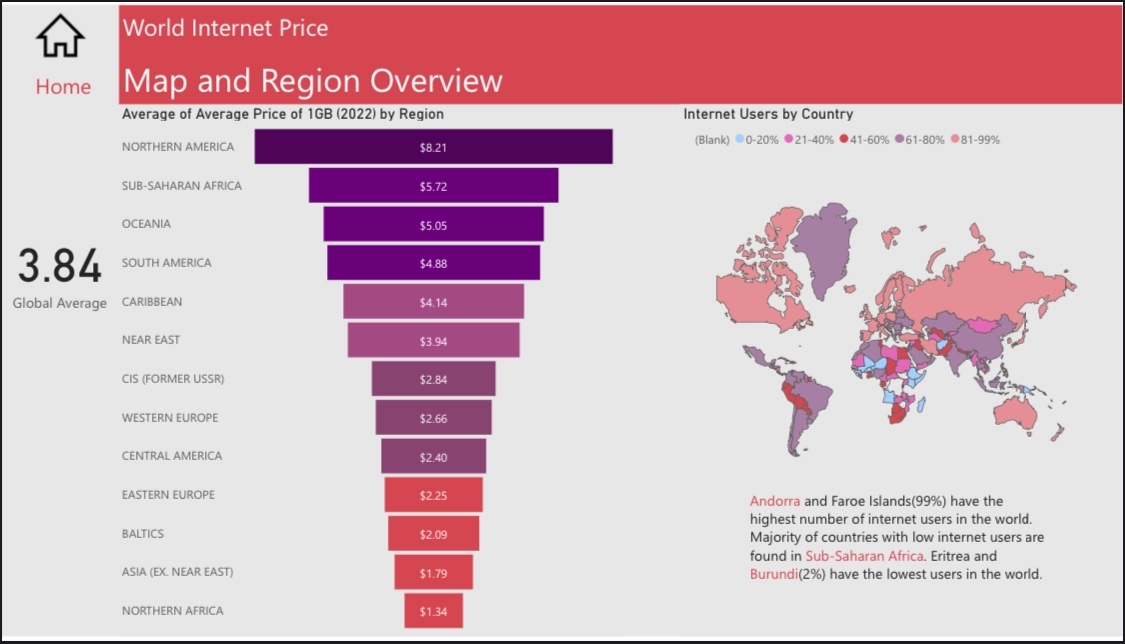 World Internet Price
Home
Map and Region Overview
Average of Average Price of 1GB (2022) by Region
NORTHERN AMERICA $8.21
SUB-SAHARAN AFRICA $5.72
OCEANIA $5.05
SOUTH AMERICA $4.88
CARIBBEAN $4.14
NEAR EAST $3.94
CIS (FORMER USSR) $2.84
WESTERN EUROPE $2.66
CENTRAL AMERICA $2.40
EASTERN EUROPE $2.25
BALTICS $2.09
ASIA (EX. NEAR EAST) $1.79
NORTHERN AFRICA $1.34
3.84
Global Average
Internet Users by Country
(Blank) 0-20% 21-40% 41-60% 61-80% 81-99%
Andorra and Faroe Islands(99%) have the
highest number of internet users in the world.
Majority of countries with low internet users are
found in Sub-Saharan Africa. Eritrea and
Burundi(2%) have the lowest users in the world.